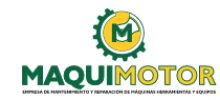 MAQUIMOTOR
EMPRESA DE MANTENIMIENTO Y REPARACIÓN DE MÁQUINAS HERRAMIENTAS Y EQUIPOS